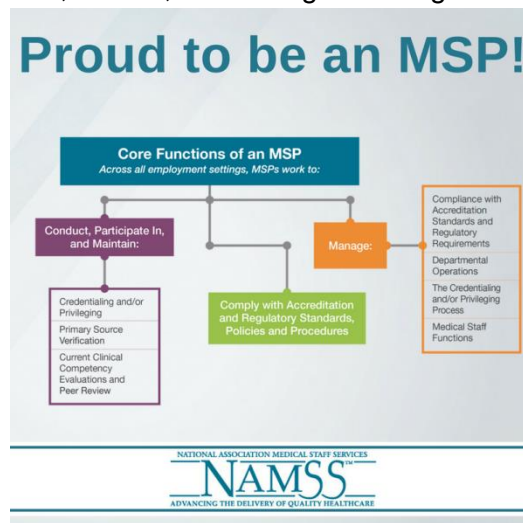 Proud to be an MSP!
Core Functions of an MSP
Across all employment settings, MSPs work to:
Conduct, Participate In,
and Maintain:
Credentialing and/or
Privileging
Primary Source
Verification
Current Clinical
Competency
Evaluations and
Peer Review
Comply with Accreditation
and Regulatory Standards,
Policies and Procedures
Manage:
Compliance with
Accreditation
Standards and
Regulatory
Requirements
Departmental
Operations
The Credentialing
and/or Privileging
Process
Medical Staff
Functions
NATIONAL ASSOCIATION MEDICAL STAFF SERVICES
NAMSS
ADVANCING THE DELIVERY OF QUALITY HEALTHCARE